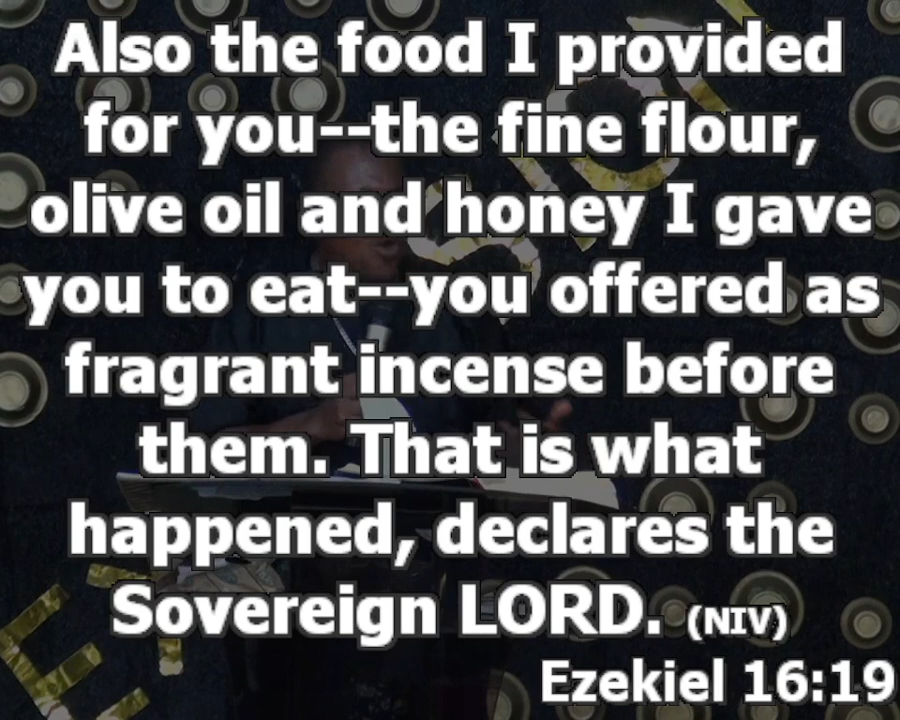 Also the food I provided
for you--the fine flour,
olive oil and honey I gave
you to eat--you offered as
fragrant incense before
them. That is what
happened, declares the
Sovereign LORD. (NIV)
Ezekiel 16:19